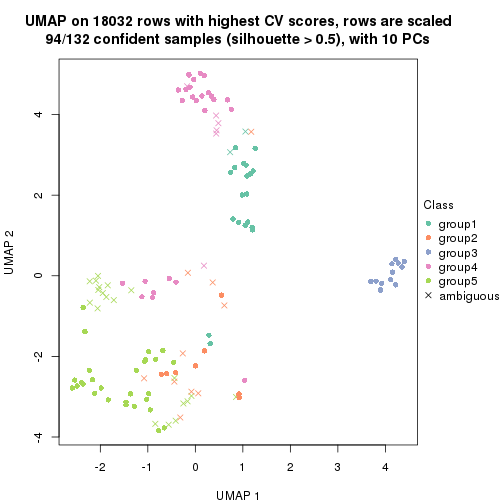 UMAP on 18032 rows with highest CV scores, rows are scaled
94/132 confident samples (silhouette > 0.5), with 10 PCs
4
2
0
-2
-4
UMAP 2
-2
-1
0
1
2
3
4
UMAP 1
Class
group1
group2
group3
group4
group5
ambiguous